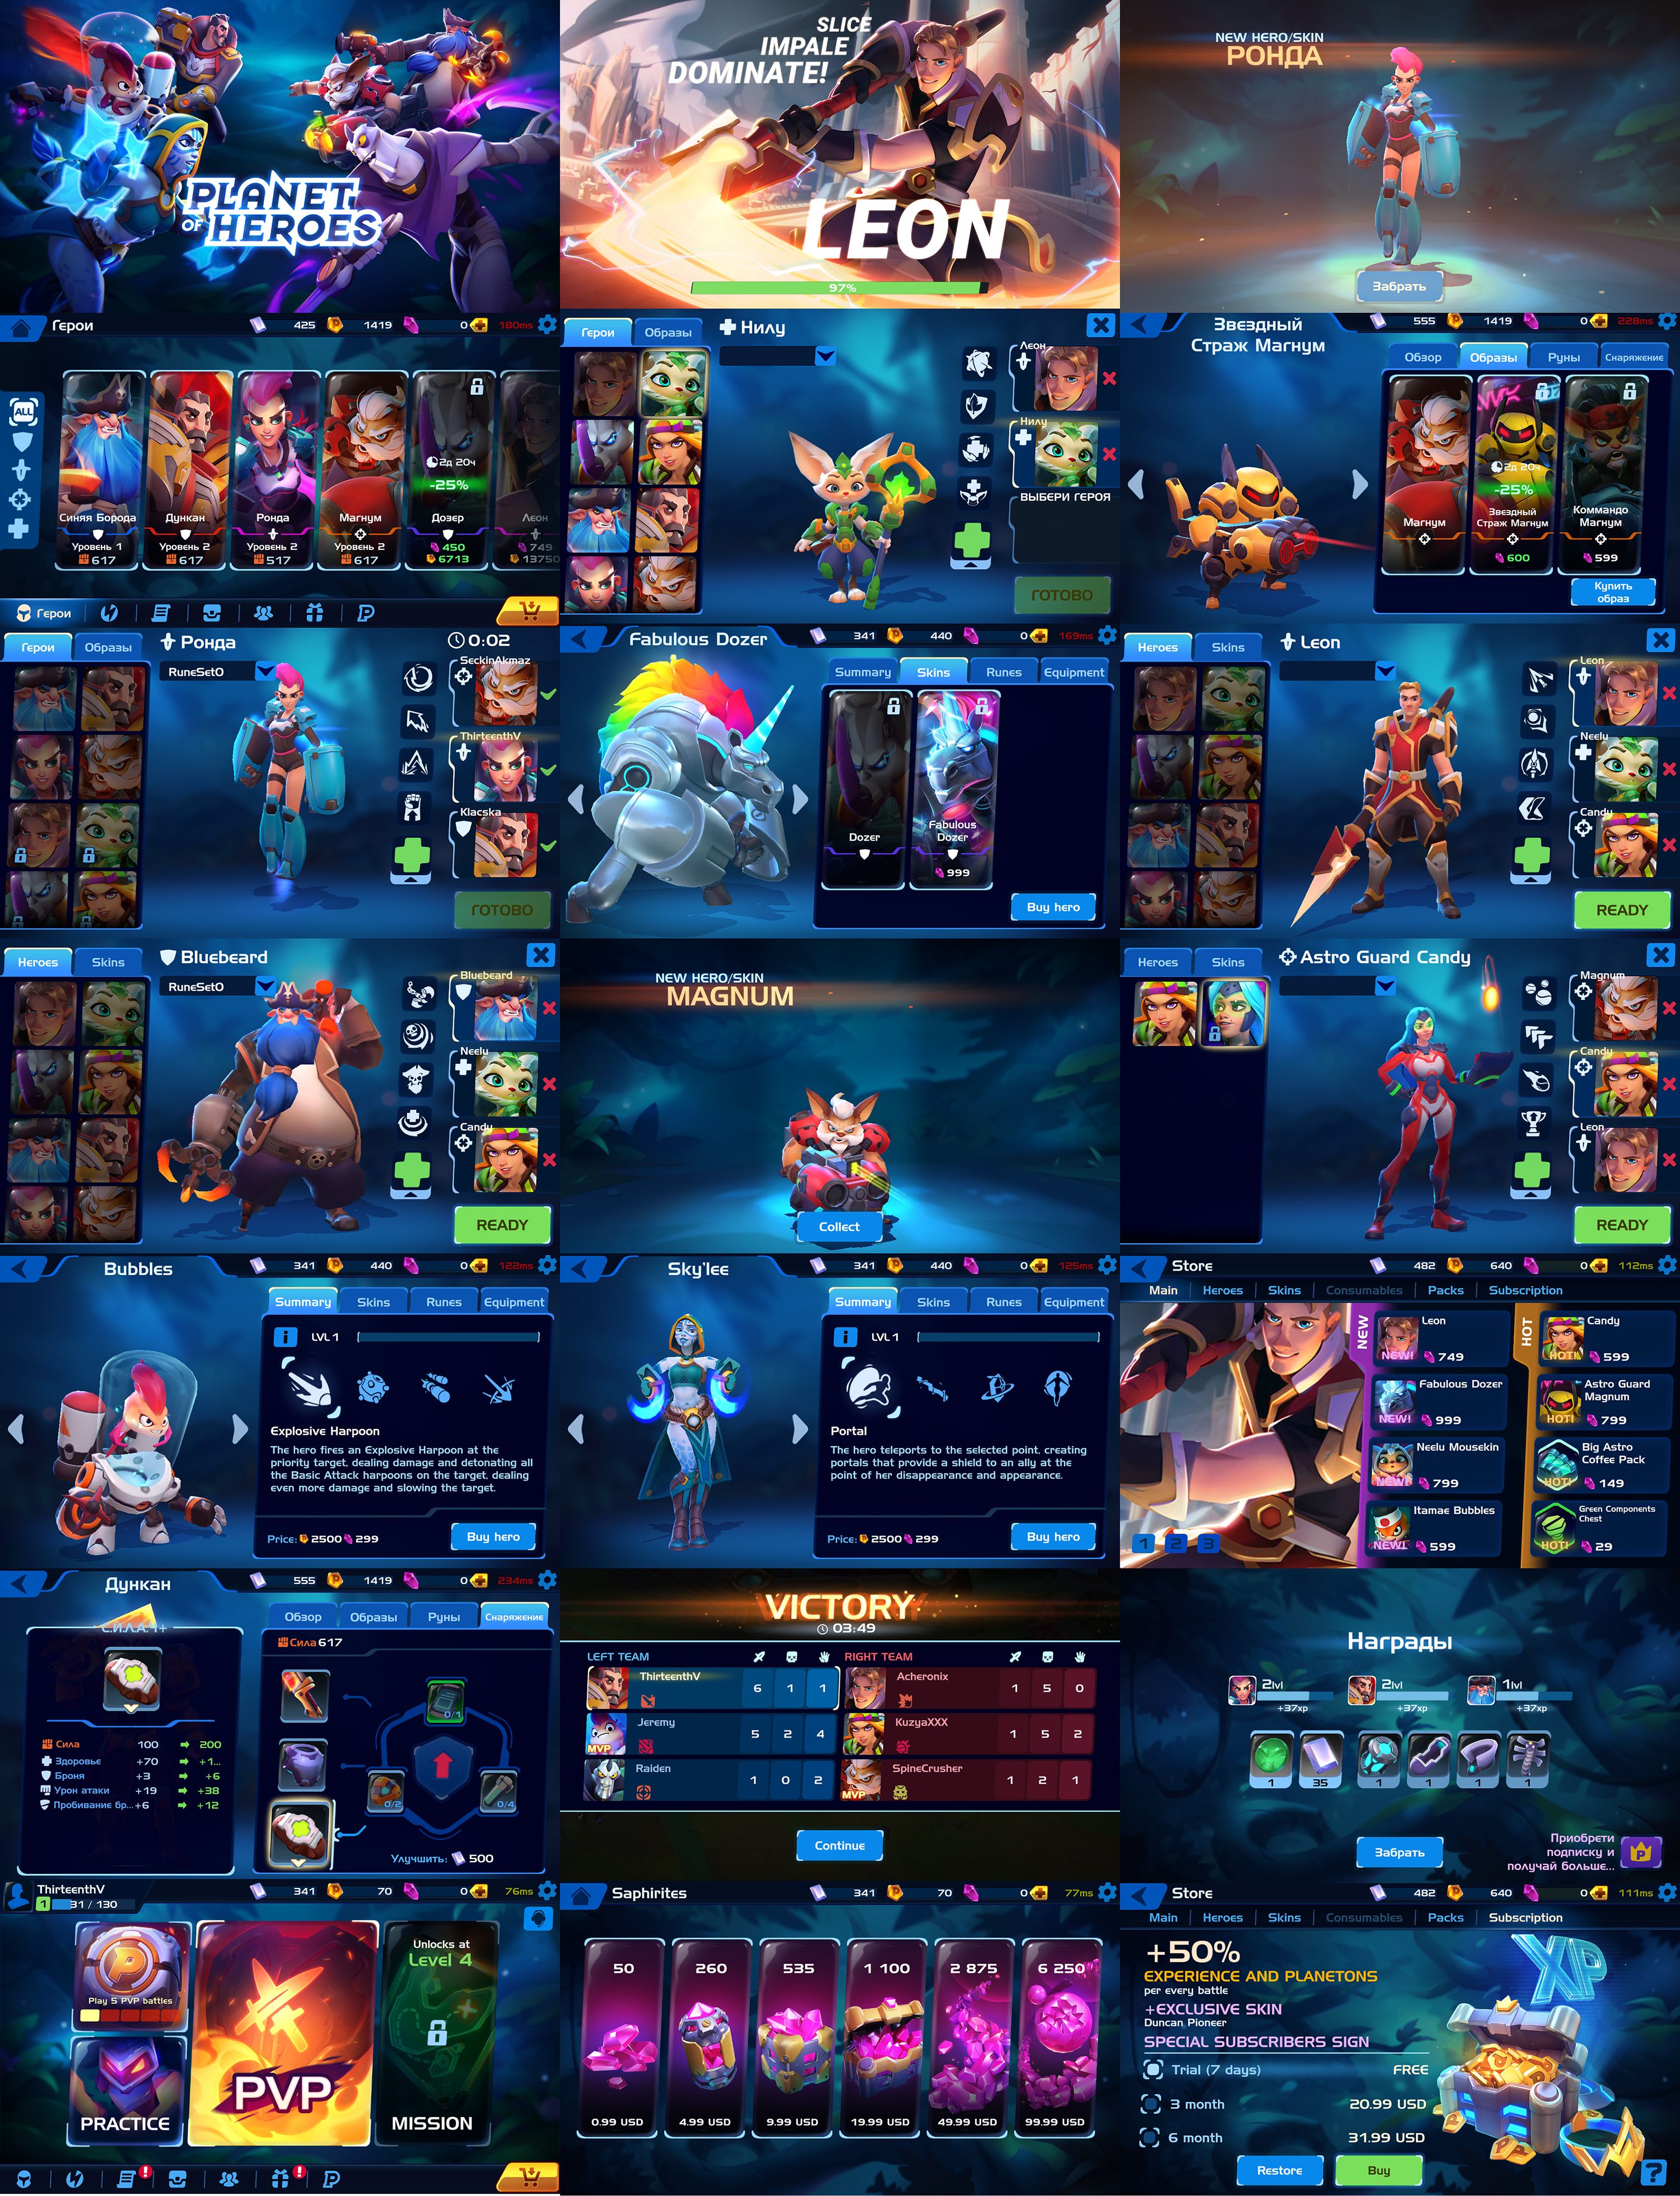 PLANET
OF HEROES
SLICE
IMPALE
DOMINATE!
LEON
97%
NEW HERO/SKIN
РОНДА
Забрать
Герои
425 1419 0 180ms
ALL
Синяя Борода
Уровень 1
617
Дункан
Уровень 2
617
Ронда
Уровень 2
517
Магнум
Уровень 2
617
2д 20ч
-25%
Дозер
450
6713
Леон
749
13750
Герои
Герои Образы
Нилу
Леон
Нилу
ВЫБЕРИ ГЕРОЯ
ГОТОВО
Звездный
Страж Магнум
555 1419 0 228ms
Обзор Образы Руны Снаряжение
Магнум
2д 20ч
-25%
Звездный
Страж Магнум
600
Коммандо
Магнум
599
Купить
образ
Герои Образы
Ронда
0:02
RuneSet0
SeckinAkmaz
ThirteenthV
Klacska
ГОТОВО
Fabulous Dozer
341 440 0 169ms
Summary Skins Runes Equipment
Dozer
Fabulous
Dozer
999
Buy hero
Heroes Skins
Leon
Leon
Neelu
Candy
READY
Heroes Skins
Bluebeard
RuneSet0
Bluebeard
Neelu
Candy
READY
NEW HERO/SKIN
MAGNUM
Collect
Heroes Skins
Astro Guard Candy
Magnum
Candy
Leon
READY
Bubbles
341 440 0 122ms
Summary Skins Runes Equipment
LVL 1
Explosive Harpoon
The hero fires an Explosive Harpoon at the
priority target, dealing damage and detonating all
the Basic Attack harpoons on the target, dealing
even more damage and slowing the target.
Price: 2500 299
Buy hero
Sky'lee
341 440 0 125ms
Summary Skins Runes Equipment
LVL 1
Portal
The hero teleports to the selected point, creating
portals that provide a shield to an ally at the
point of her disappearance and appearance.
Price: 2500 299
Buy hero
Store
482 640 0 112ms
Main Heroes Skins Consumables Packs Subscription
NEW
Leon
NEW! 749
Fabulous Dozer
NEW! 999
Neelu Mousekin
NEW! 799
Itamae Bubbles
NEW! 599
HOT
Candy
HOT! 599
Astro Guard
Magnum
HOT! 799
Big Astro
Coffee Pack
HOT! 149
Green Components
Chest
HOT! 29
1 2 3
Дункан
555 1419 0 234ms
С.И.Л.А. 1+
Сила 100 200
Здоровье +70 +1...
Броня +3 +6
Урон атаки +19 +38
Пробивание бр... +6 +12
Обзор Образы Руны Снаряжение
Сила 617
0/1
0/2
0/4
Улучшить: 500
VICTORY
03:49
LEFT TEAM
ThirteenthV 6 1 1
Jeremy 5 2 4
MVP
Raiden 1 0 2
RIGHT TEAM
Acheronix 1 5 0
KuzyaXXX 1 5 2
SpineCrusher 1 2 1
MVP
Continue
Награды
2lvl
+37xp
2lvl
+37xp
1lvl
+37xp
1 35 1 1 1 1
Забрать
Приобрети
подписку и
получай больше...
ThirteenthV
1 31 / 130
341 70 0 76ms
Play 5 PVP battles
PRACTICE
PVP
Unlocks at
Level 4
MISSION
Saphirites
341 70 0 77ms
50
0.99 USD
260
4.99 USD
535
9.99 USD
1 100
19.99 USD
2 875
49.99 USD
6 250
99.99 USD
Store
482 640 0 111ms
Main Heroes Skins Consumables Packs Subscription
+50%
EXPERIENCE AND PLANETONS
per every battle
+EXCLUSIVE SKIN
Duncan Pioneer
SPECIAL SUBSCRIBERS SIGN
Trial (7 days) FREE
3 month 20.99 USD
6 month 31.99 USD
Restore Buy
XP
?